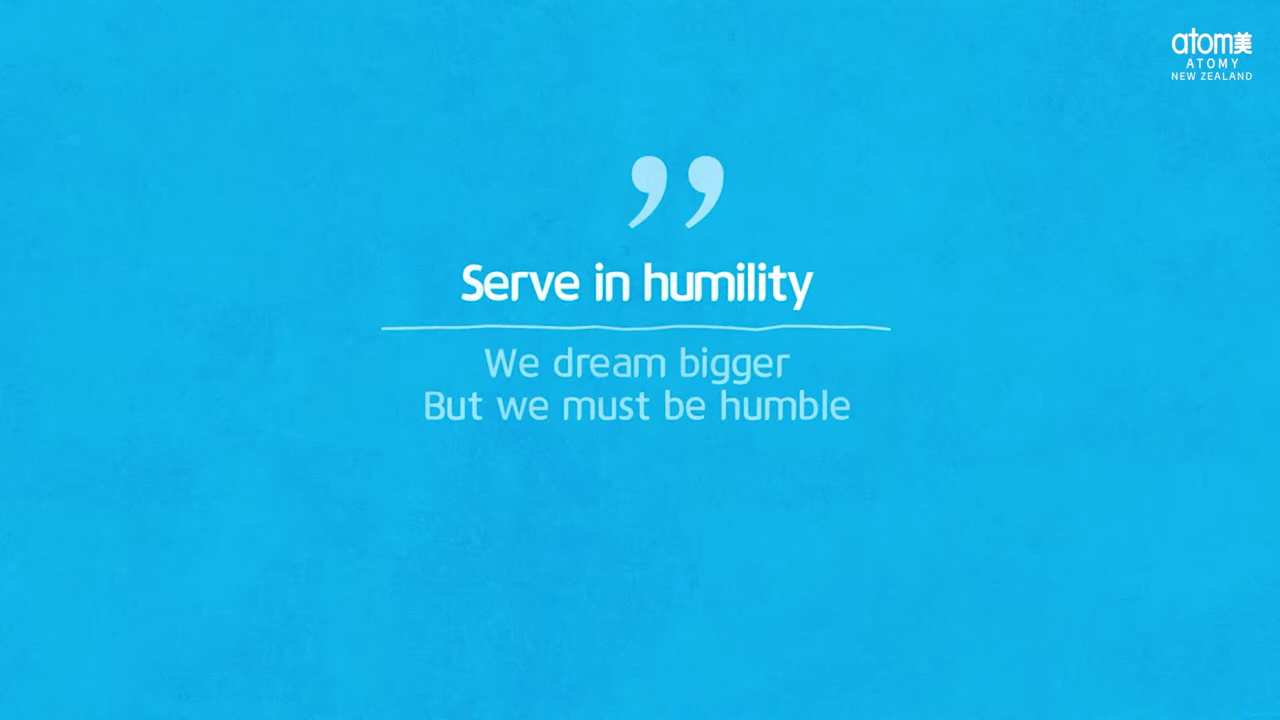 atom美
ATOMY
NEW ZEALAND
”
Serve in humility
We dream bigger
But we must be humble